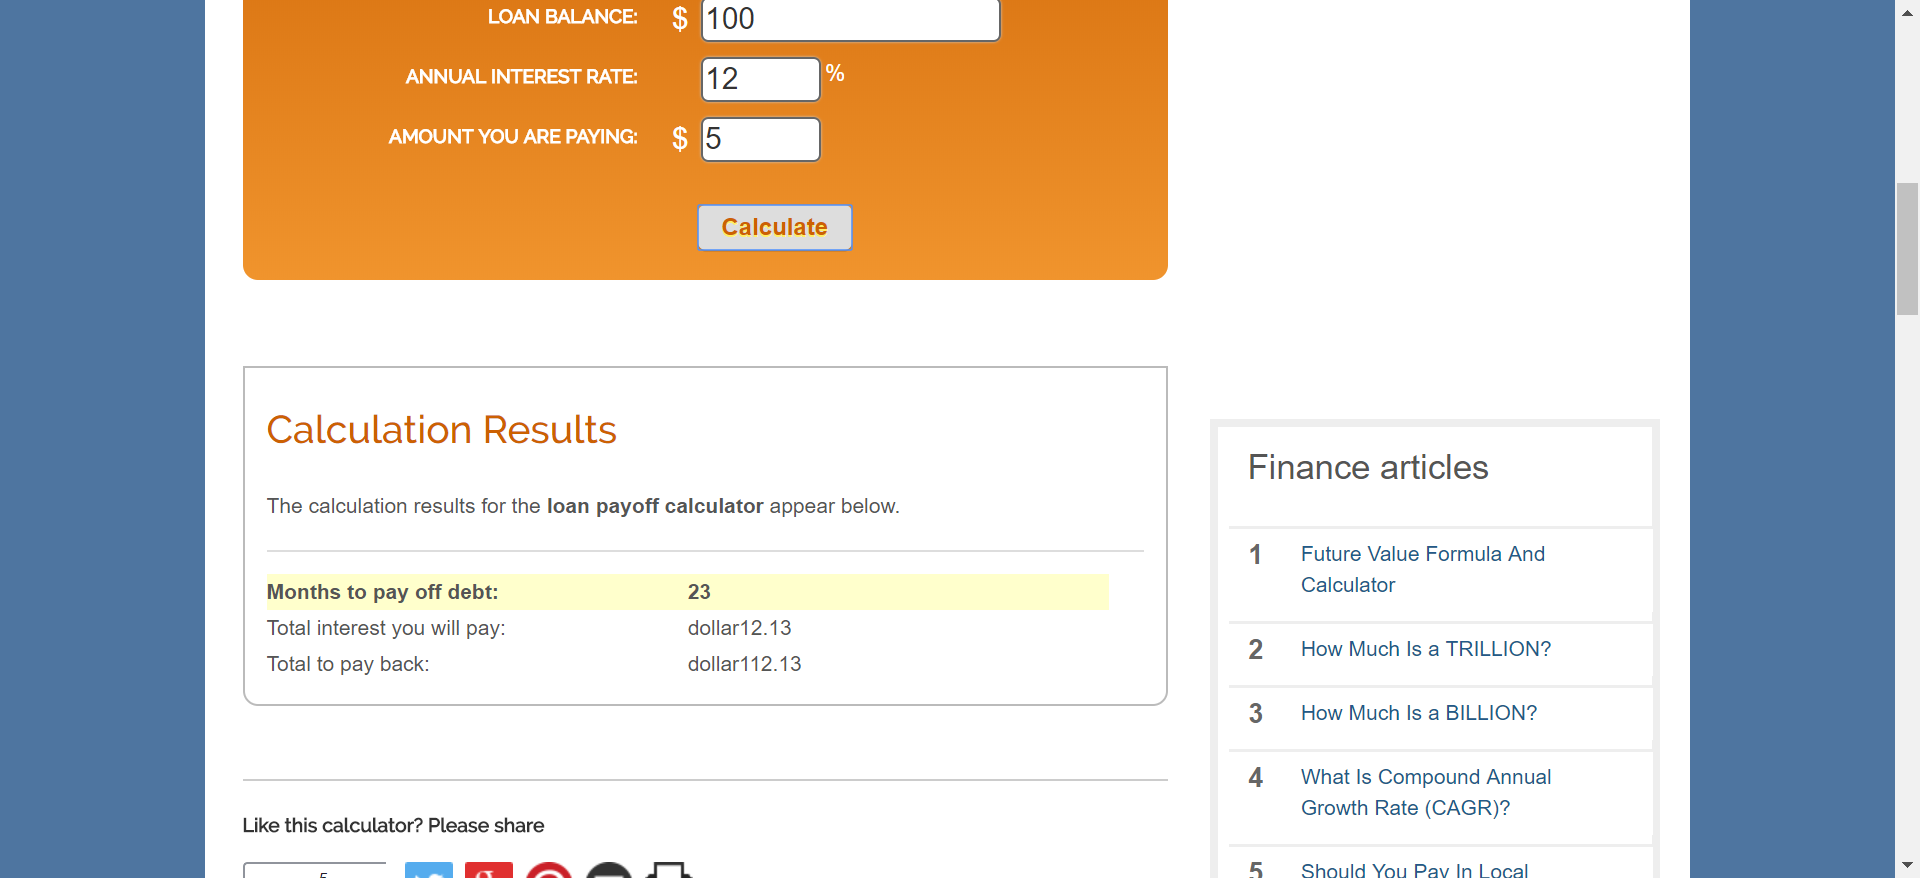 LOAN BALANCE: $ 100
ANNUAL INTEREST RATE: 12 %
AMOUNT YOU ARE PAYING: $ 5
Calculate
Calculation Results
The calculation results for the loan payoff calculator appear below.
Months to pay off debt: 23
Total interest you will pay: dollar12.13
Total to pay back: dollar112.13
Like this calculator? Please share
5
Finance articles
1 Future Value Formula And
Calculator
2 How Much Is a TRILLION?
3 How Much Is a BILLION?
4 What Is Compound Annual
Growth Rate (CAGR)?
5 Should You Pay In Local